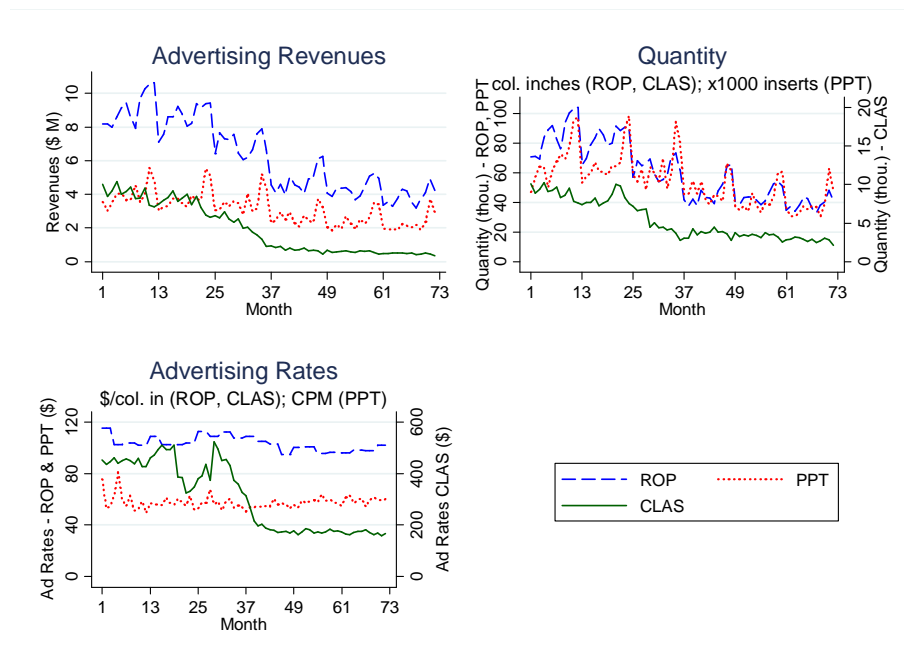 Advertising Revenues
Revenues ($ M)
0 2 4 6 8 10
1 13 25 37 49 61 73
Month
Quantity
col. inches (ROP, CLAS); x1000 inserts (PPT)
Quantity (thou.) - ROP, PPT
0 20 40 60 80 100
0 5 10 15 20
Quantity (thou.) - CLAS
1 13 25 37 49 61 73
Month
Advertising Rates
$/col. in (ROP, CLAS); CPM (PPT)
Ad Rates - ROP & PPT ($)
0 40 80 120
0 200 400 600
Ad Rates CLAS ($)
1 13 25 37 49 61 73
Month
ROP PPT
CLAS